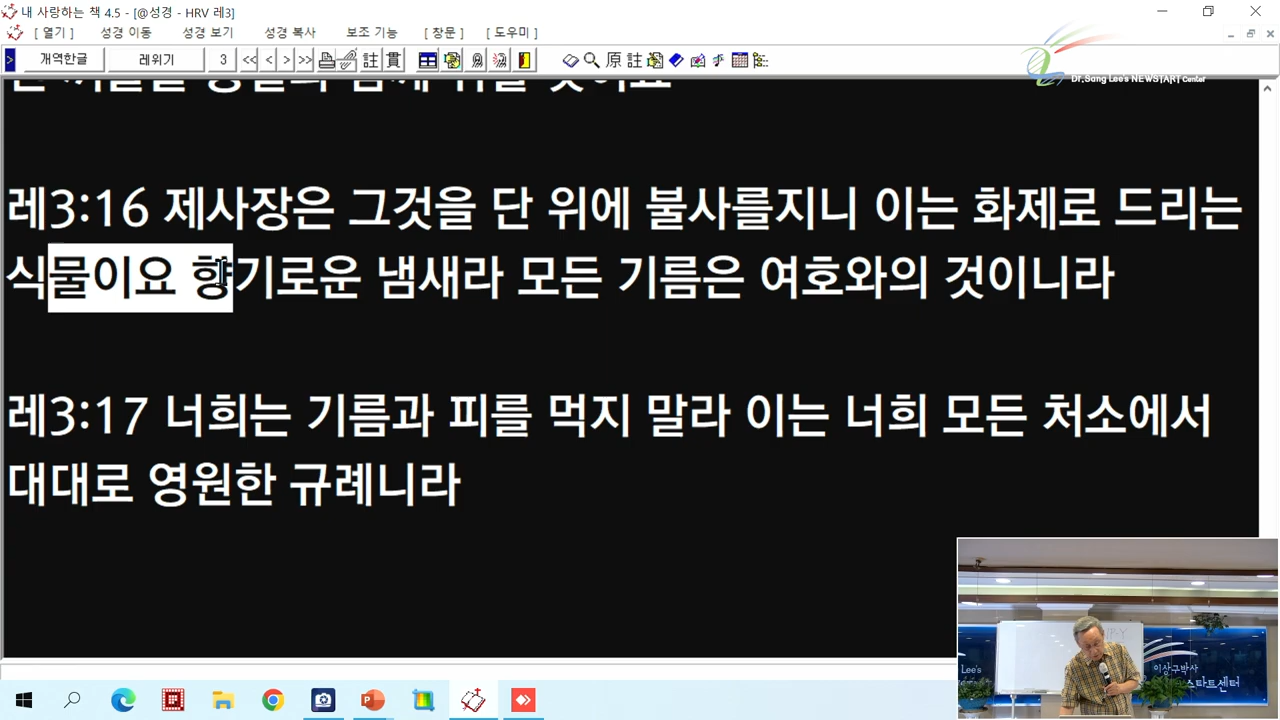 내 사랑하는 책 4.5 - [@성경 - HRV 레3]
[ 열기 ] 성경 이동 성경 보기 성경 복사 보조 기능 [ 창문 ] [ 도우미 ]
개역한글 레위기 3 << < > >> 註 貫 原 註
Dr.Sang Lee's NEWSTART Center
레3:16 제사장은 그것을 단 위에 불사를지니 이는 화제로 드리는
식물이요 향기로운 냄새라 모든 기름은 여호와의 것이니라
레3:17 너희는 기름과 피를 먹지 말라 이는 너희 모든 처소에서
대대로 영원한 규례니라
Lee's
이상구박사
스타트센터